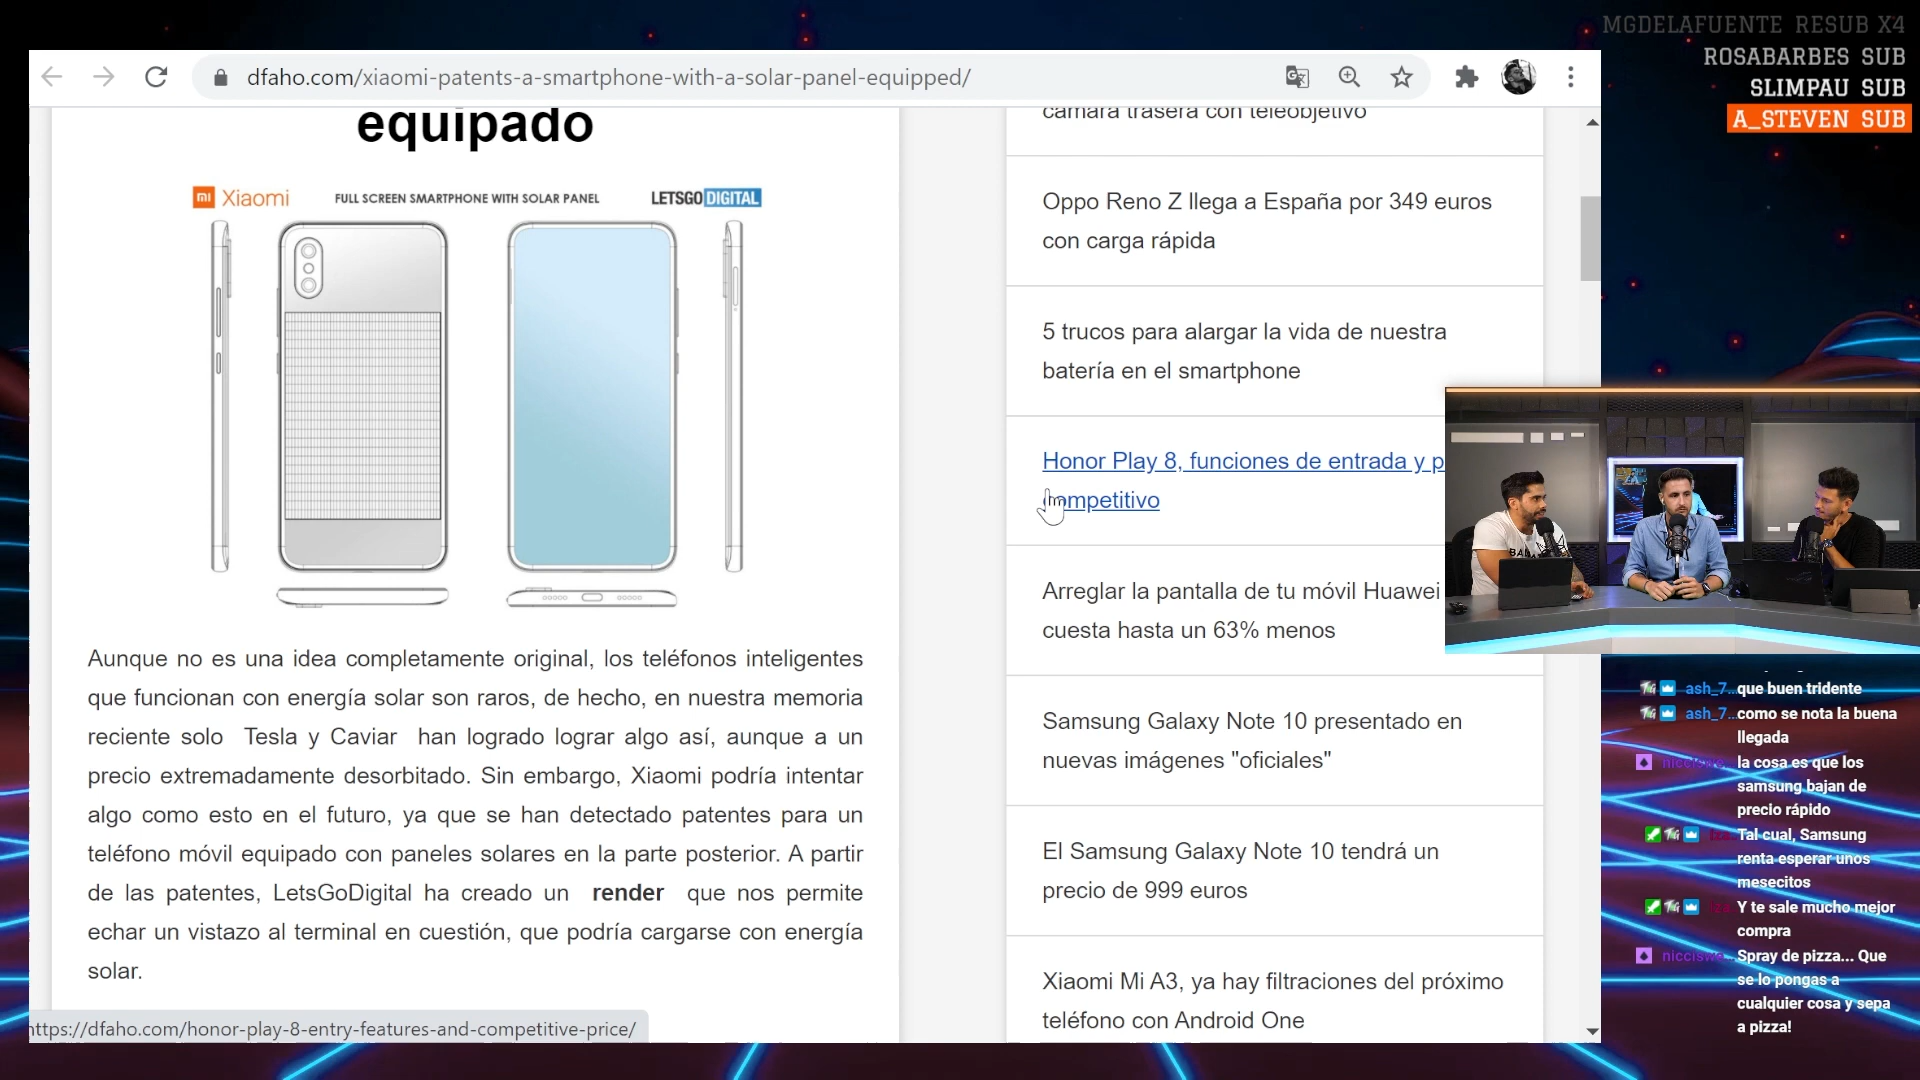 MGDELAFUENTE RESUB X4
ROSABARBES SUB
SLIMPAU SUB
A_STEVEN SUB
dfaho.com/xiaomi-patents-a-smartphone-with-a-solar-panel-equipped/
equipado
mi Xiaomi
FULL SCREEN SMARTPHONE WITH SOLAR PANEL
LETSGODIGITAL
Aunque no es una idea completamente original, los teléfonos inteligentes
que funcionan con energía solar son raros, de hecho, en nuestra memoria
reciente solo Tesla y Caviar han logrado lograr algo así, aunque a un
precio extremadamente desorbitado. Sin embargo, Xiaomi podría intentar
algo como esto en el futuro, ya que se han detectado patentes para un
teléfono móvil equipado con paneles solares en la parte posterior. A partir
de las patentes, LetsGoDigital ha creado un render que nos permite
echar un vistazo al terminal en cuestión, que podría cargarse con energía
solar.
https://dfaho.com/honor-play-8-entry-features-and-competitive-price/
cámara trasera con teleobjetivo
Oppo Reno Z llega a España por 349 euros
con carga rápida
5 trucos para alargar la vida de nuestra
batería en el smartphone
Honor Play 8, funciones de entrada y p
ompetitivo
Arreglar la pantalla de tu móvil Huawei
cuesta hasta un 63% menos
Samsung Galaxy Note 10 presentado en
nuevas imágenes "oficiales"
El Samsung Galaxy Note 10 tendrá un
precio de 999 euros
Xiaomi Mi A3, ya hay filtraciones del próximo
teléfono con Android One
ash_7... que buen tridente
ash_7... como se nota la buena
llegada
la cosa es que los
samsung bajan de
precio rápido
Tal cual, Samsung
renta esperar unos
mesecitos
Y te sale mucho mejor
compra
Spray de pizza... Que
se lo pongas a
cualquier cosa y sepa
a pizza!